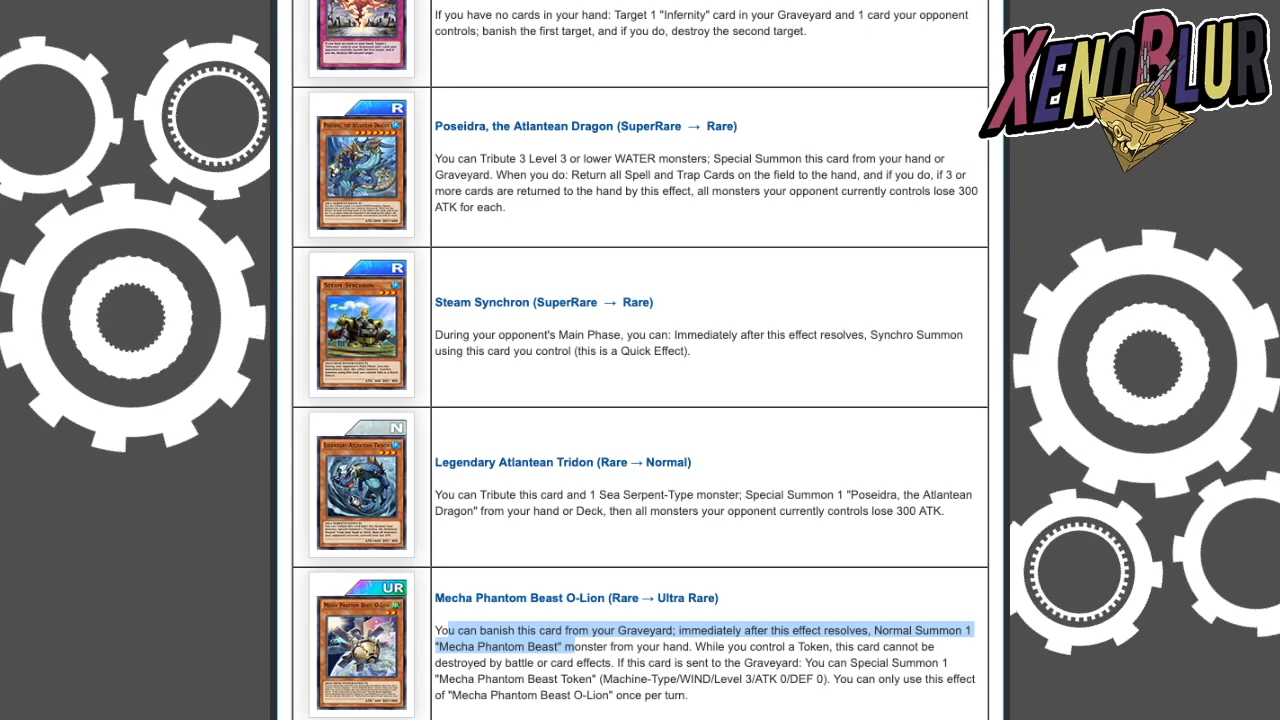 If you have no cards in your hand: Target 1 "Infernity" card in your Graveyard and 1 card your opponent
controls; banish the first target, and if you do, destroy the second target.
XENOBLUR
R
POSEIDRA, THE ATLANTEAN DRAGON
Poseidra, the Atlantean Dragon (SuperRare → Rare)
You can Tribute 3 Level 3 or lower WATER monsters; Special Summon this card from your hand or
Graveyard. When you do: Return all Spell and Trap Cards on the field to the hand, and if you do, if 3 or
more cards are returned to the hand by this effect, all monsters your opponent currently controls lose 300
ATK for each.
R
STEAM SYNCHRON
Steam Synchron (SuperRare → Rare)
During your opponent's Main Phase, you can: Immediately after this effect resolves, Synchro Summon
using this card you control (this is a Quick Effect).
N
LEGENDARY ATLANTEAN TRIDON
Legendary Atlantean Tridon (Rare → Normal)
You can Tribute this card and 1 Sea Serpent-Type monster; Special Summon 1 "Poseidra, the Atlantean
Dragon" from your hand or Deck, then all monsters your opponent currently controls lose 300 ATK.
UR
MECHA PHANTOM BEAST O-LION
Mecha Phantom Beast O-Lion (Rare → Ultra Rare)
You can banish this card from your Graveyard; immediately after this effect resolves, Normal Summon 1
"Mecha Phantom Beast" monster from your hand. While you control a Token, this card cannot be
destroyed by battle or card effects. If this card is sent to the Graveyard: You can Special Summon 1
"Mecha Phantom Beast Token" (Machine-Type/WIND/Level 3/ATK 0/DEF 0). You can only use this effect
of "Mecha Phantom Beast O-Lion" once per turn.